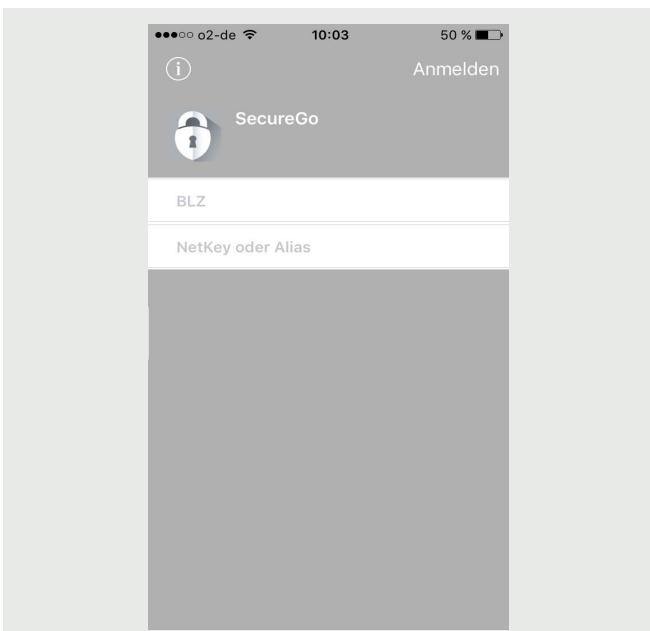 o2-de 10:03 50 %
Anmelden
SecureGo
BLZ
NetKey oder Alias